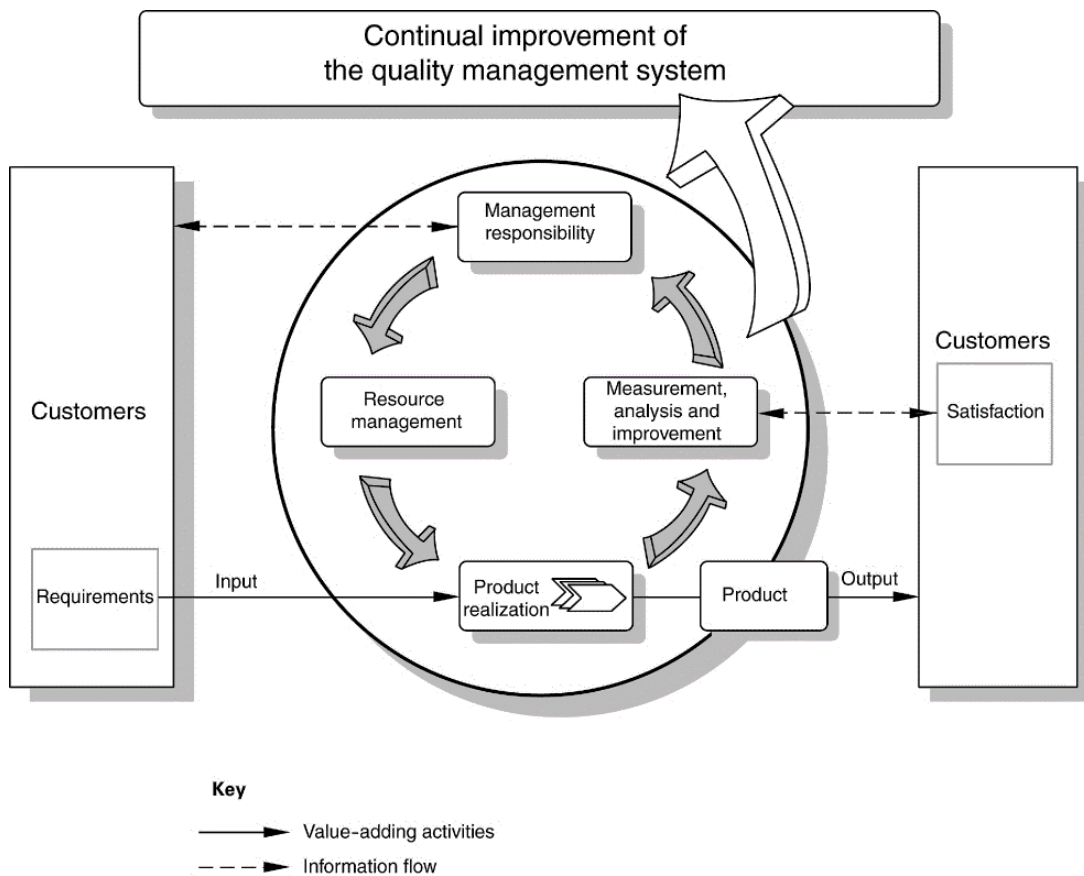 Continual improvement of
the quality management system
Management
responsibility
Customers
Resource
management
Measurement,
analysis and
improvement
Customers
Satisfaction
Requirements
Input
Product
realization
Product
Output
Key
Value-adding activities
Information flow